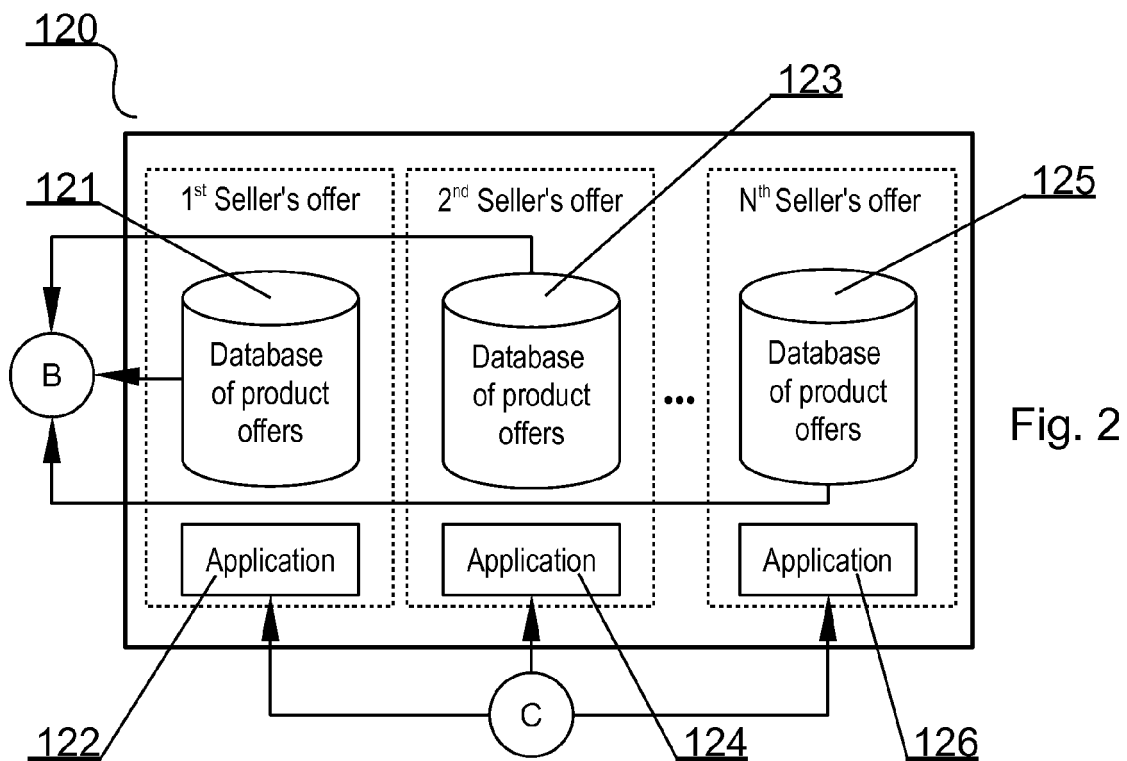 120
123
121
125
1st Seller's offer
2nd Seller's offer
Nth Seller's offer
Database
of product
offers
Database
of product
offers
Database
of product
offers
B
...
Fig. 2
Application
Application
Application
C
122
124
126